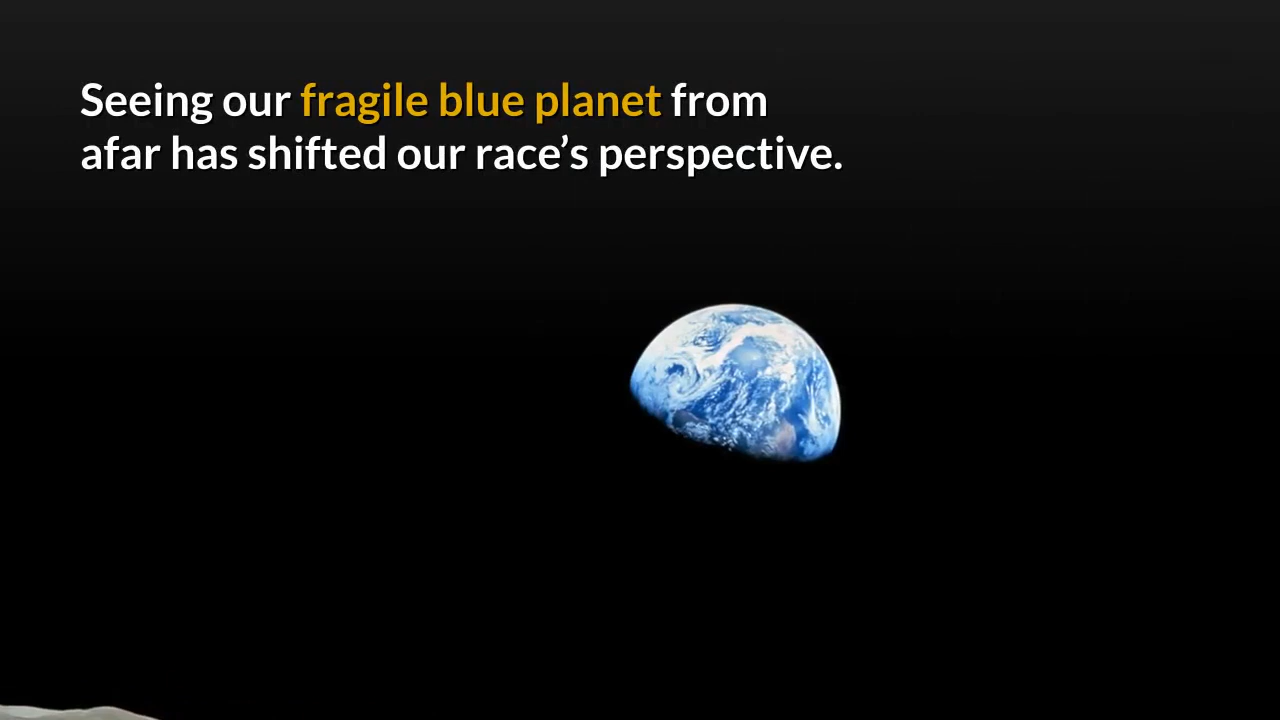 Seeing our fragile blue planet from
afar has shifted our race’s perspective.